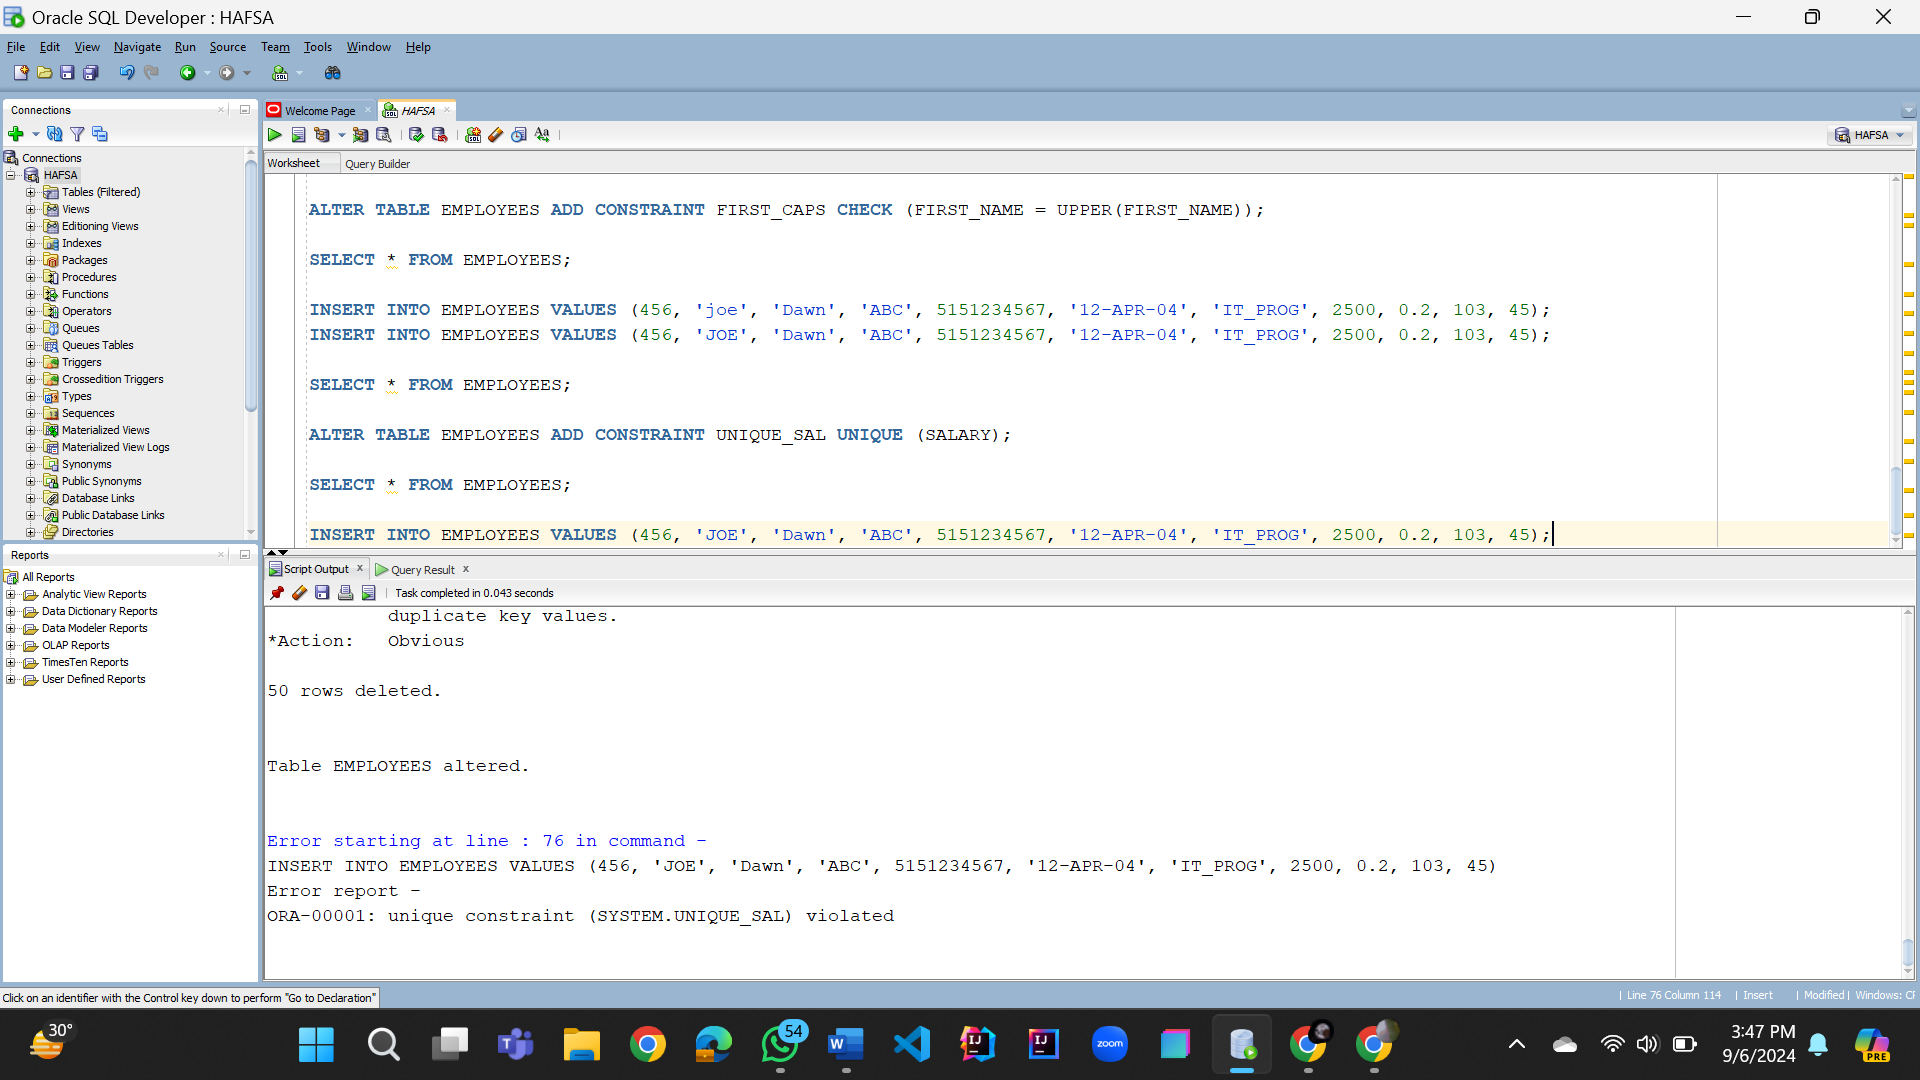 Oracle SQL Developer : HAFSA
File Edit View Navigate Run Source Team Tools Window Help
Connections
Welcome Page
HAFSA
HAFSA
Worksheet Query Builder
Connections
HAFSA
Tables (Filtered)
Views
Editioning Views
Indexes
Packages
Procedures
Functions
Operators
Queues
Queues Tables
Triggers
Crossedition Triggers
Types
Sequences
Materialized Views
Materialized View Logs
Synonyms
Public Synonyms
Database Links
Public Database Links
Directories
ALTER TABLE EMPLOYEES ADD CONSTRAINT FIRST_CAPS CHECK (FIRST_NAME = UPPER(FIRST_NAME));
SELECT * FROM EMPLOYEES;
INSERT INTO EMPLOYEES VALUES (456, 'joe', 'Dawn', 'ABC', 5151234567, '12-APR-04', 'IT_PROG', 2500, 0.2, 103, 45);
INSERT INTO EMPLOYEES VALUES (456, 'JOE', 'Dawn', 'ABC', 5151234567, '12-APR-04', 'IT_PROG', 2500, 0.2, 103, 45);
SELECT * FROM EMPLOYEES;
ALTER TABLE EMPLOYEES ADD CONSTRAINT UNIQUE_SAL UNIQUE (SALARY);
SELECT * FROM EMPLOYEES;
INSERT INTO EMPLOYEES VALUES (456, 'JOE', 'Dawn', 'ABC', 5151234567, '12-APR-04', 'IT_PROG', 2500, 0.2, 103, 45);
Reports
All Reports
Analytic View Reports
Data Dictionary Reports
Data Modeler Reports
OLAP Reports
TimesTen Reports
User Defined Reports
Script Output Query Result
Task completed in 0.043 seconds
duplicate key values.
*Action: Obvious
50 rows deleted.
Table EMPLOYEES altered.
Error starting at line : 76 in command -
INSERT INTO EMPLOYEES VALUES (456, 'JOE', 'Dawn', 'ABC', 5151234567, '12-APR-04', 'IT_PROG', 2500, 0.2, 103, 45)
Error report -
ORA-00001: unique constraint (SYSTEM.UNIQUE_SAL) violated
Click on an identifier with the Control key down to perform "Go to Declaration"
Line 76 Column 114 Insert Modified Windows:
30°
54
zoom
3:47 PM
9/6/2024
PRE